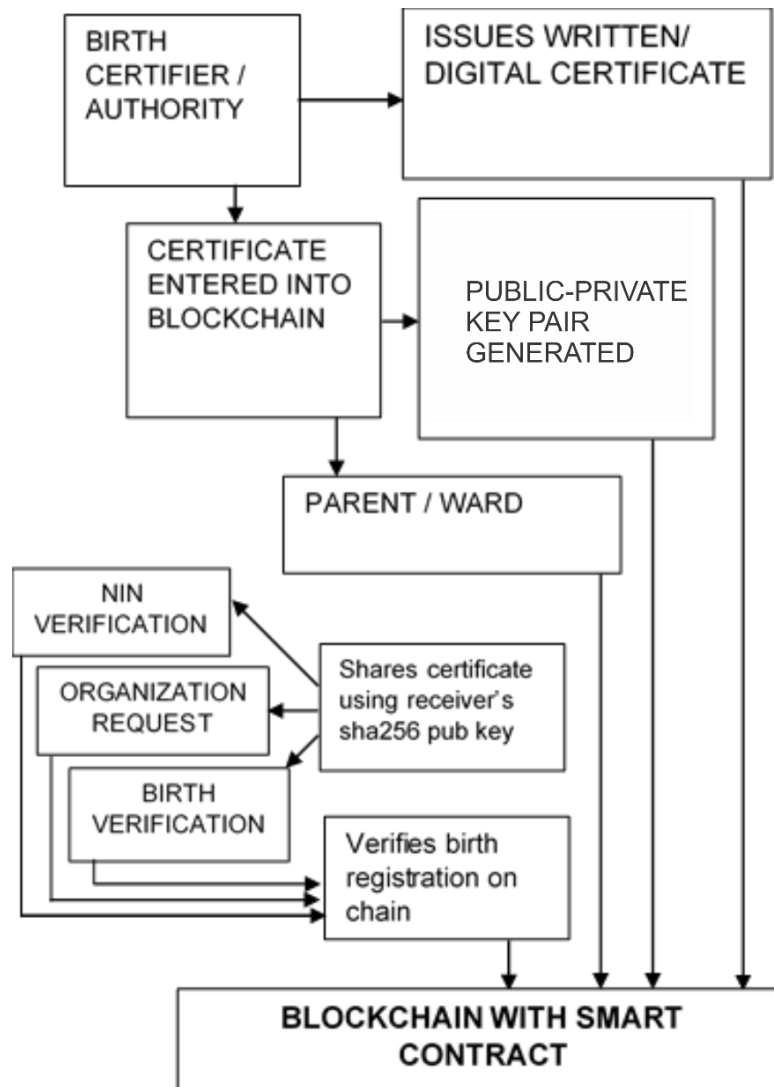 BIRTH
CERTIFIER /
AUTHORITY
ISSUES WRITTEN/
DIGITAL CERTIFICATE
CERTIFICATE
ENTERED INTO
BLOCKCHAIN
PUBLIC-PRIVATE
KEY PAIR
GENERATED
PARENT / WARD
NIN
VERIFICATION
ORGANIZATION
REQUEST
BIRTH
VERIFICATION
Shares certificate
using receiver's
sha256 pub key
Verifies birth
registration on
chain
BLOCKCHAIN WITH SMART
CONTRACT